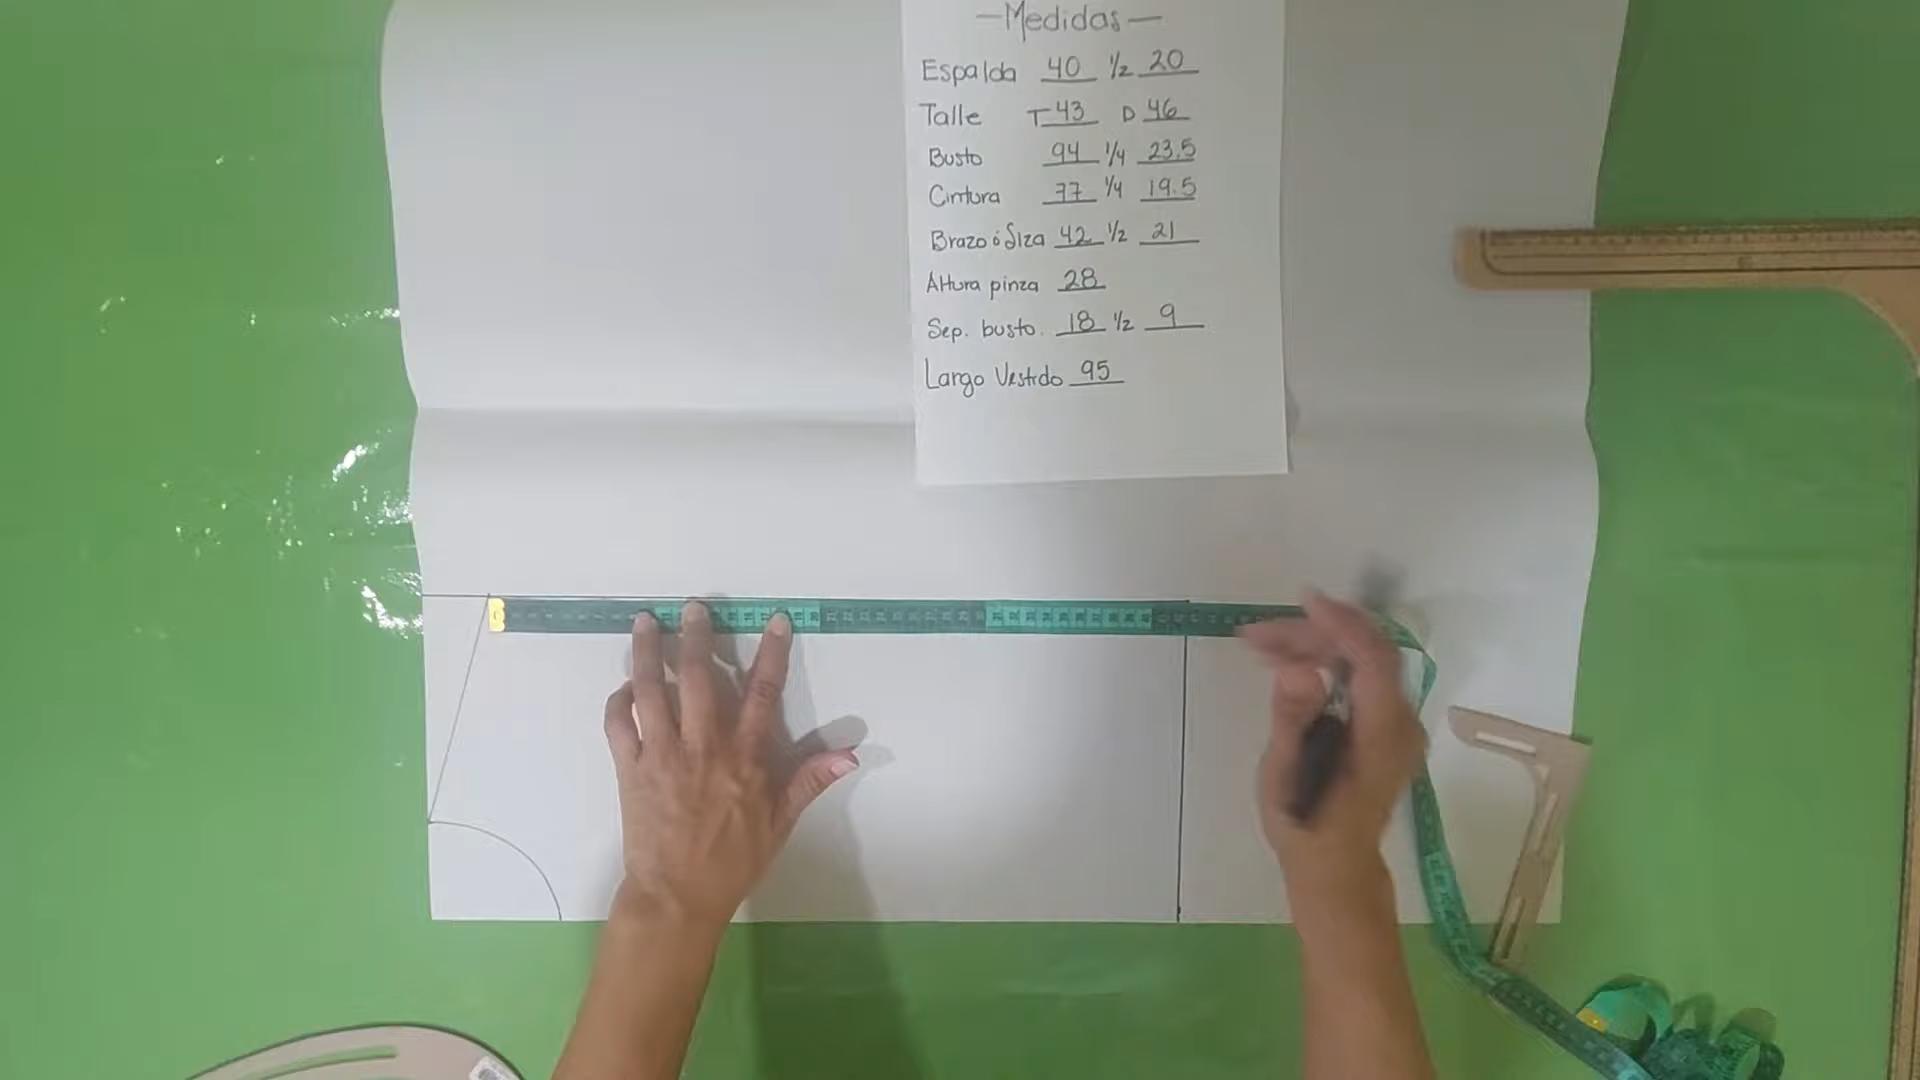 —Medidas—
Espalda 40 1/2 20
Talle T 43 D 46
Busto 94 1/4 23.5
Cintura 77 1/4 19.5
Brazo ó Siza 42 1/2 21
Altura pinza 28
Sep. busto. 18 1/2 9
Largo Vestido 95